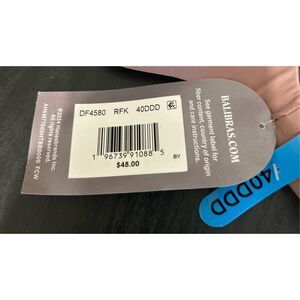 DF4580 RFK 40DDD
1 96739 91088 5
BY
$48.00
BALIBRAS.COM
See garment label for
fiber content, country of origin
and care instructions.
©2024 Hanesbrands Inc.
All rights reserved.
FCW
40DDD